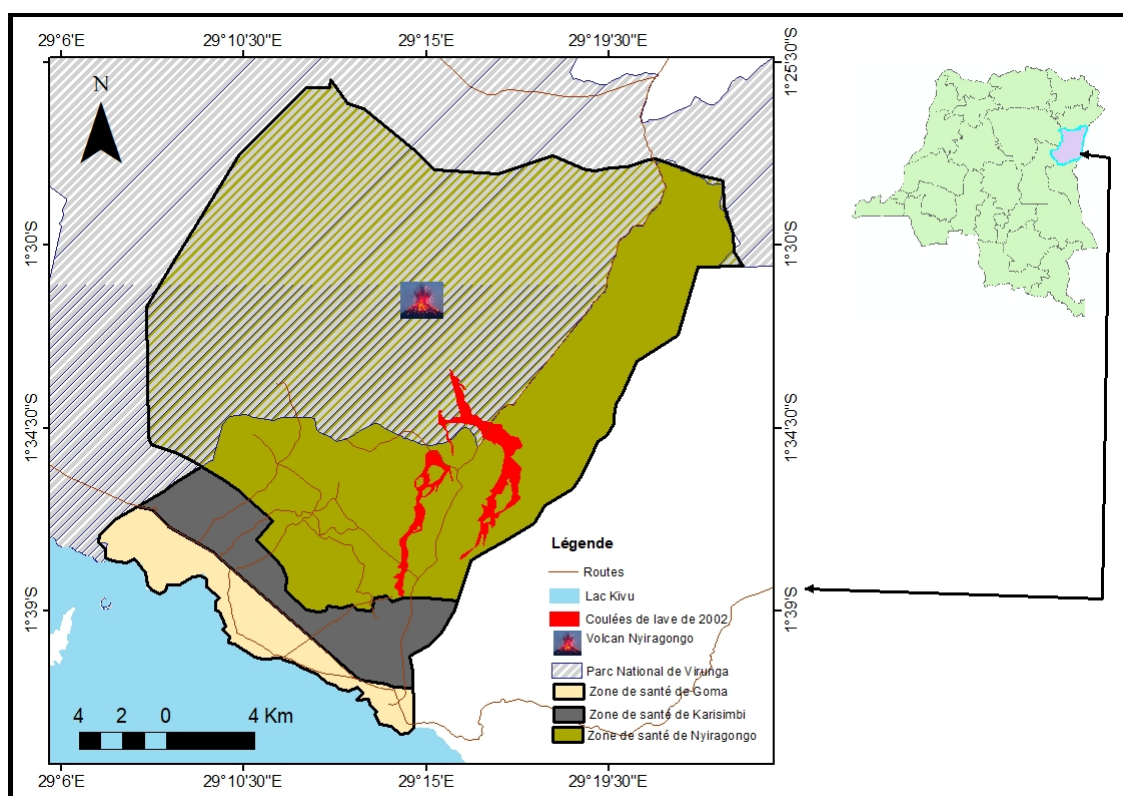 29°6'E 29°10'30"E 29°15'E 29°19'30"E
N
1°25'30"S
1°30'S 1°30'S
1°34'30"S 1°34'30"S
1°39'S 1°39'S
Légende
Routes
Lac Kivu
Coulées de lave de 2002
Volcan Nyiragongo
Parc National de Virunga
Zone de santé de Goma
Zone de santé de Karisimbi
Zone de santé de Nyiragongo
4 2 0 4 Km
29°6'E 29°10'30"E 29°15'E 29°19'30"E